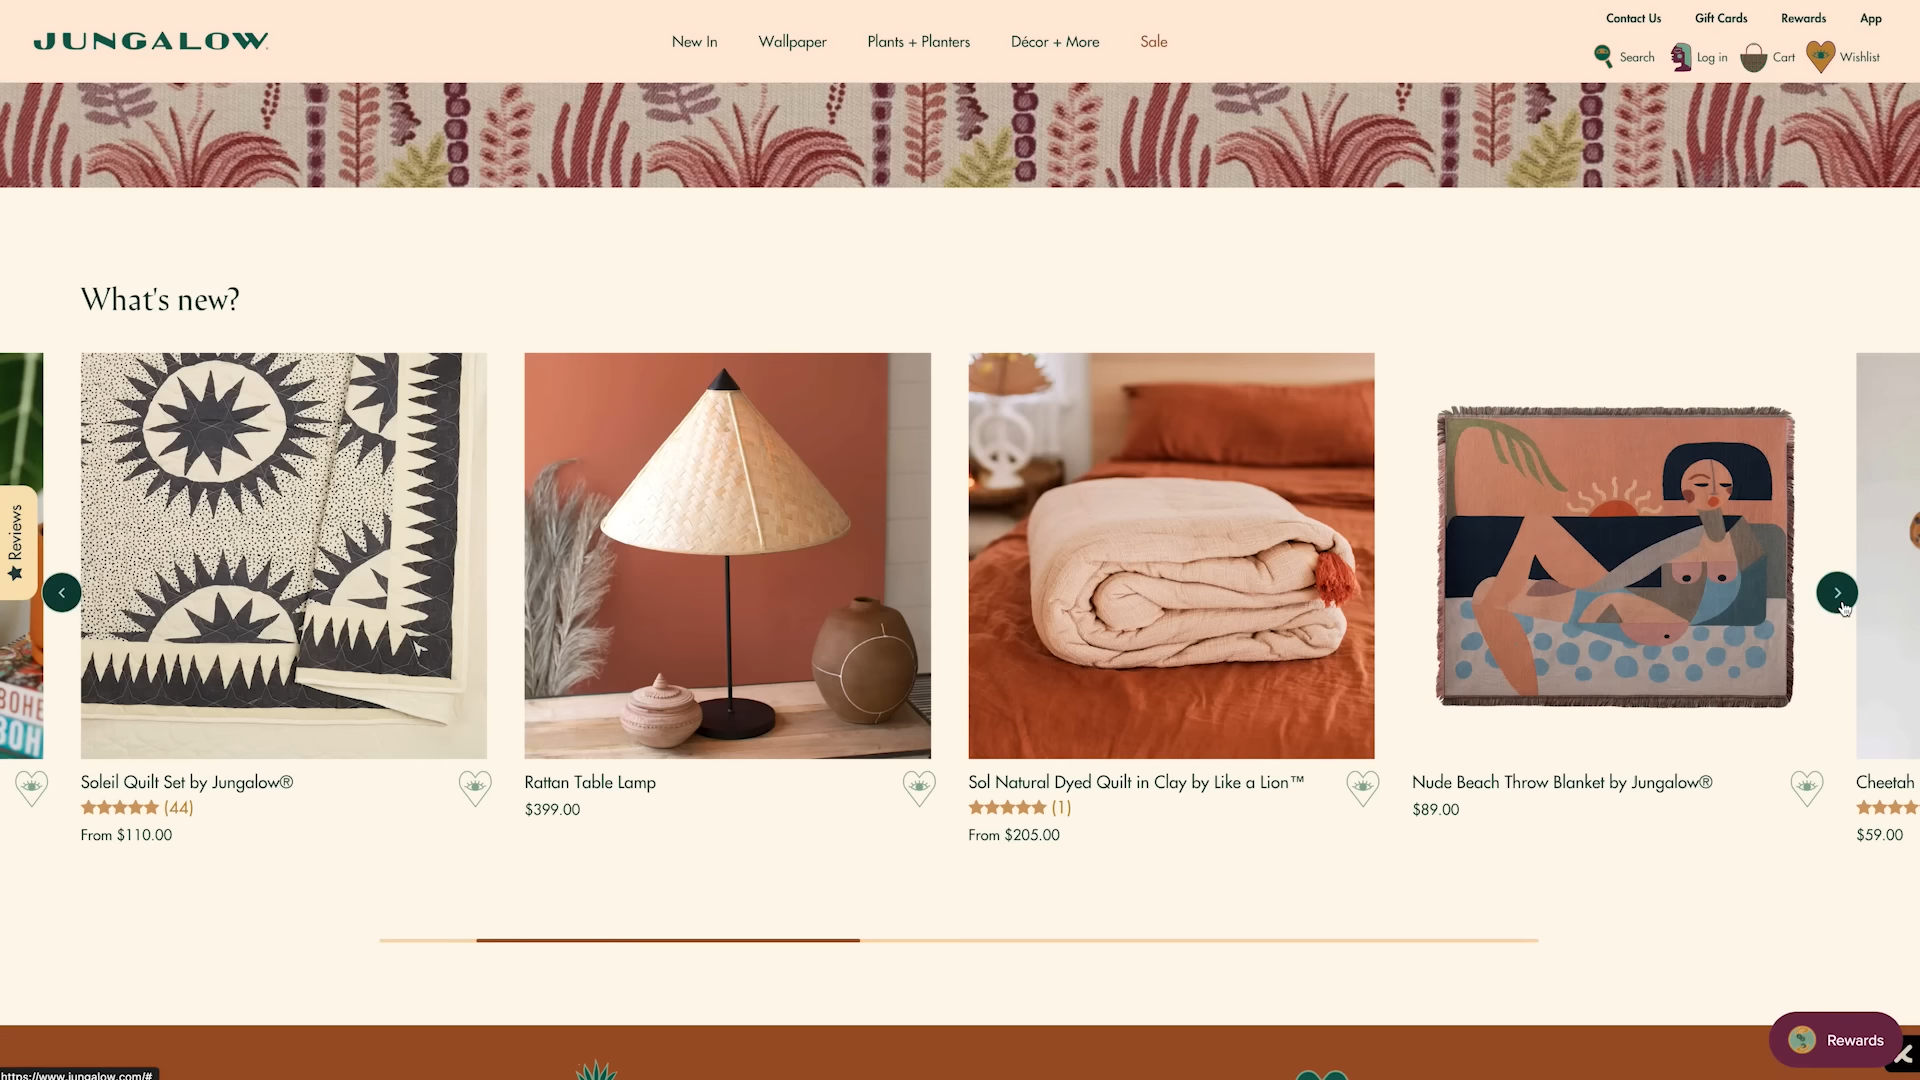 JUNGALOW
New In
Wallpaper
Plants + Planters
Décor + More
Sale
Contact Us
Gift Cards
Rewards
App
Search
Log in
Cart
Wishlist
What's new?
Reviews
BOHE
BOH
Soleil Quilt Set by Jungalow®
(44)
From $110.00
Rattan Table Lamp
$399.00
Sol Natural Dyed Quilt in Clay by Like a Lion™
(1)
From $205.00
Nude Beach Throw Blanket by Jungalow®
$89.00
Cheetah
$59.00
Rewards
https://www.jungalow.com/#